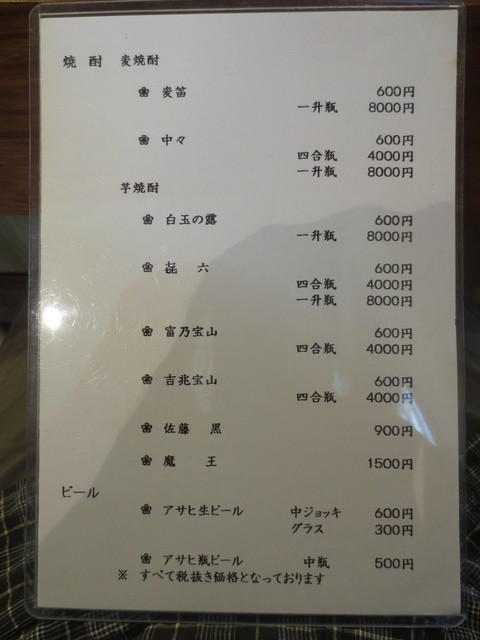 焼 酎 麦焼酎
❀ 麦笛 600円
一升瓶 8000円
❀ 中々 600円
四合瓶 4000円
一升瓶 8000円
芋焼酎
❀ 白玉の露 600円
一升瓶 8000円
❀ 㐂 六 600円
四合瓶 4000円
一升瓶 8000円
❀ 富乃宝山 600円
四合瓶 4000円
❀ 吉兆宝山 600円
四合瓶 4000円
❀ 佐藤 黒 900円
❀ 魔 王 1500円
ビール
❀ アサヒ生ビール 中ジョッキ 600円
グラス 300円
❀ アサヒ瓶ビール 中瓶 500円
※ すべて税抜き価格となっております